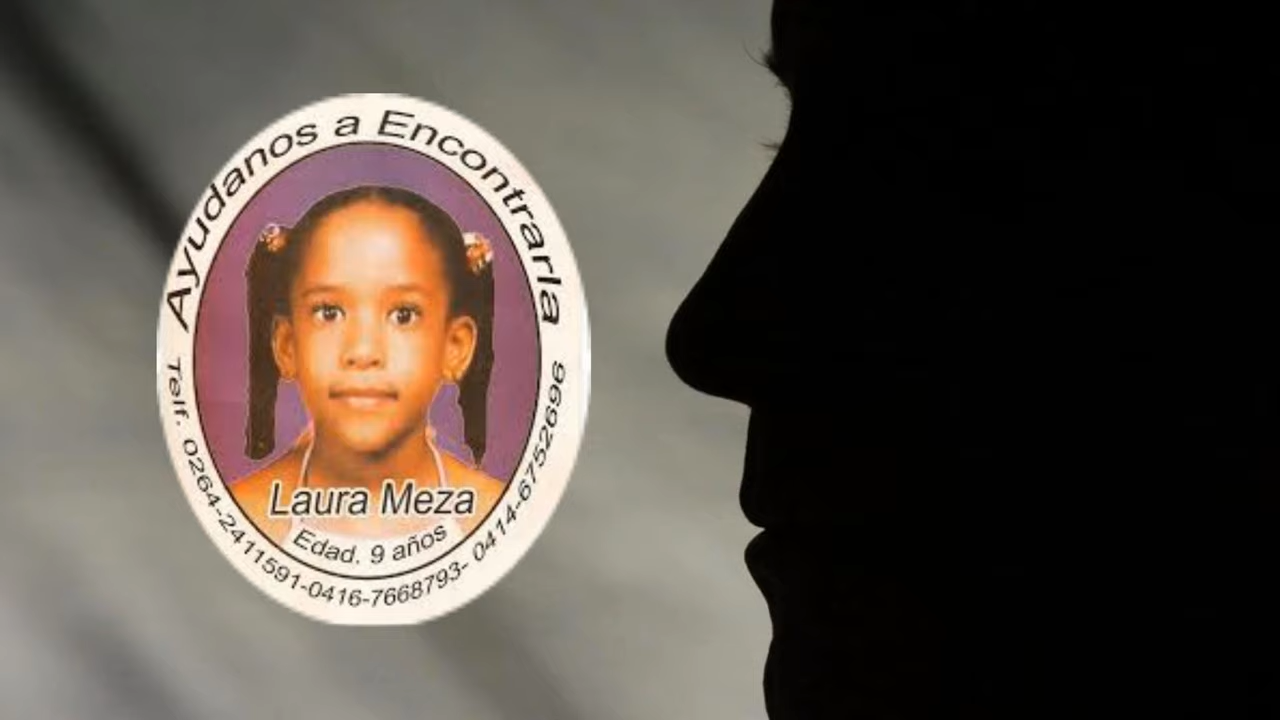 Ayudanos a Encontrarla
Laura Meza
Edad. 9 años
Telf. 0264-2411591-0416-7668793- 0414-6752696